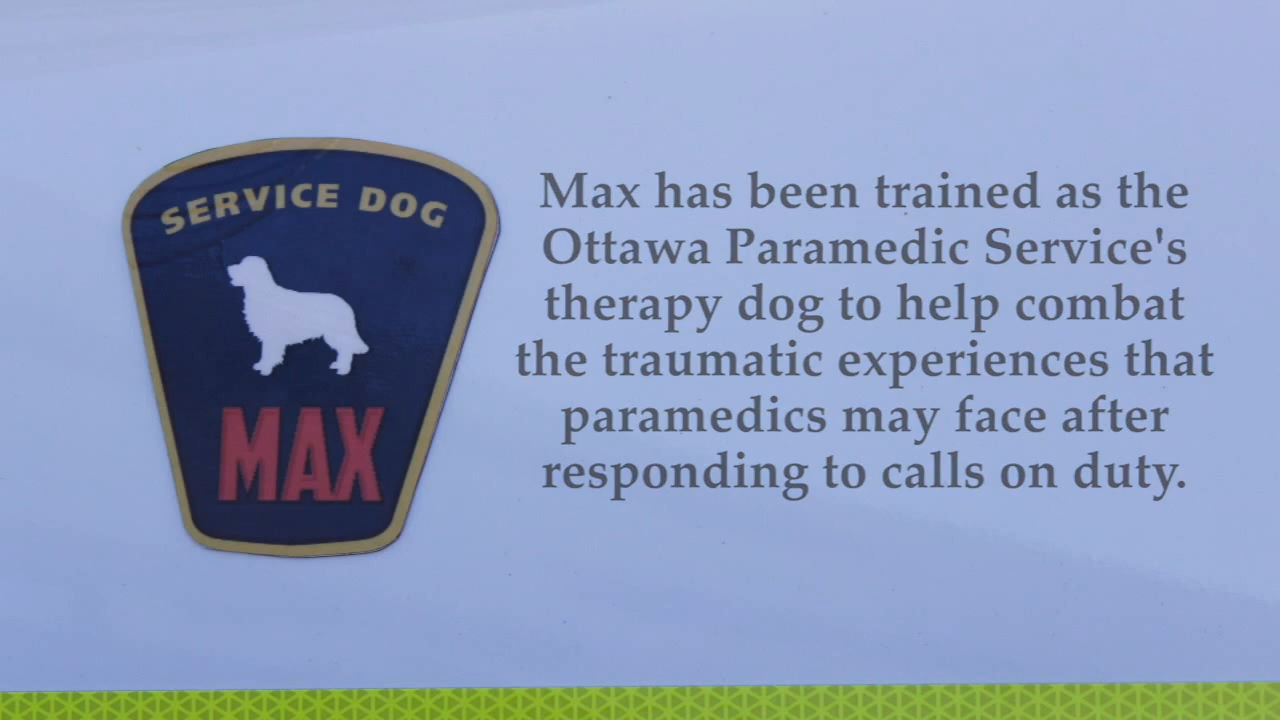 SERVICE DOG
MAX
Max has been trained as the
Ottawa Paramedic Service's
therapy dog to help combat
the traumatic experiences that
paramedics may face after
responding to calls on duty.